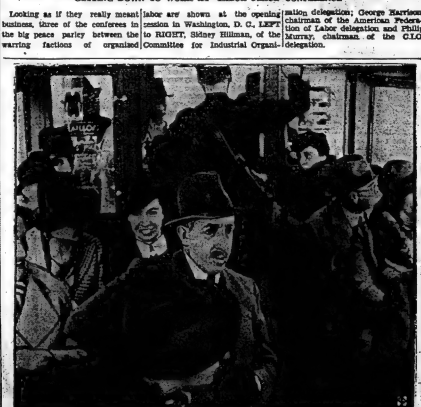 Looking as if they really meant
business, three of the conferees in
the big peace parley between the
warring factions of organized
labor are shown at the opening
session in Washington, D. C., LEFT
to RIGHT, Sidney Hillman, of the
Committee for Industrial Organi-
zation delegation; George Harrison
chairman of the American Federa-
tion of Labor delegation and Philip
Murray, chairman of the C.I.O.
delegation.